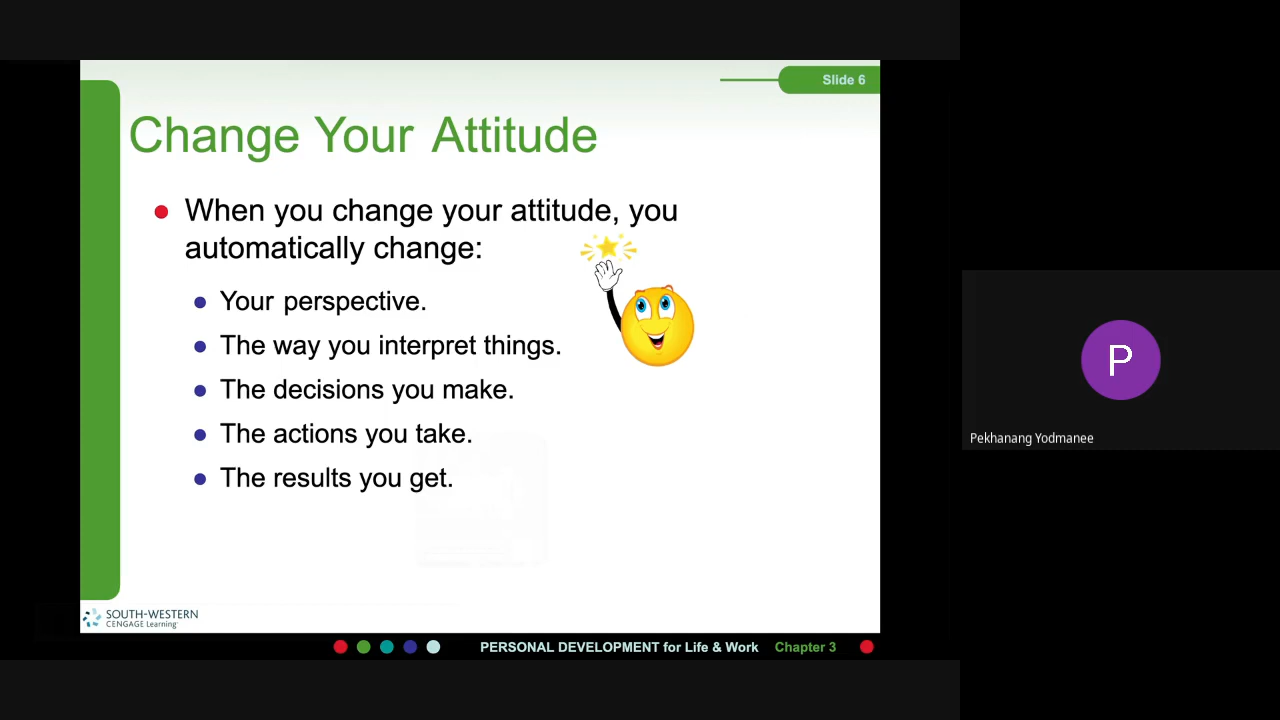 Slide 6
Change Your Attitude
When you change your attitude, you
automatically change:
Your perspective.
The way you interpret things.
The decisions you make.
The actions you take.
The results you get.
SOUTH-WESTERN
CENGAGE Learning
PERSONAL DEVELOPMENT for Life & Work Chapter 3
P
Pekhanang Yodmanee